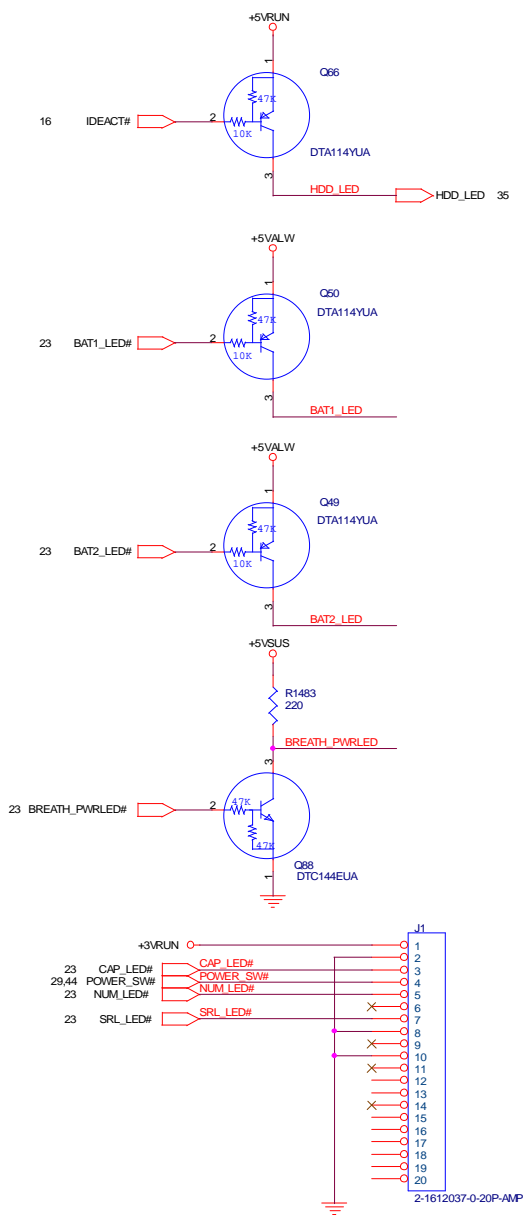 +5VRUN
1
Q66
47K
16 IDEACT# 2
10K
DTA114YUA
3
HDD_LED HDD_LED 35
+5VALW
1
Q50
DTA114YUA
47K
23 BAT1_LED# 2
10K
3
BAT1_LED
+5VALW
1
Q49
DTA114YUA
47K
23 BAT2_LED# 2
10K
3
BAT2_LED
+5VSUS
R1483
220
BREATH_PWRLED
3
23 BREATH_PWRLED# 2 47K
47K
Q88
1 DTC144EUA
J1
+3VRUN 1
2
23 CAP_LED# CAP_LED# 3
29,44 POWER_SW# POWER_SW# 4
23 NUM_LED# NUM_LED# 5
6
23 SRL_LED# SRL_LED# 7
8
9
10
11
12
13
14
15
16
17
18
19
20
2-1612037-0-20P-AMP